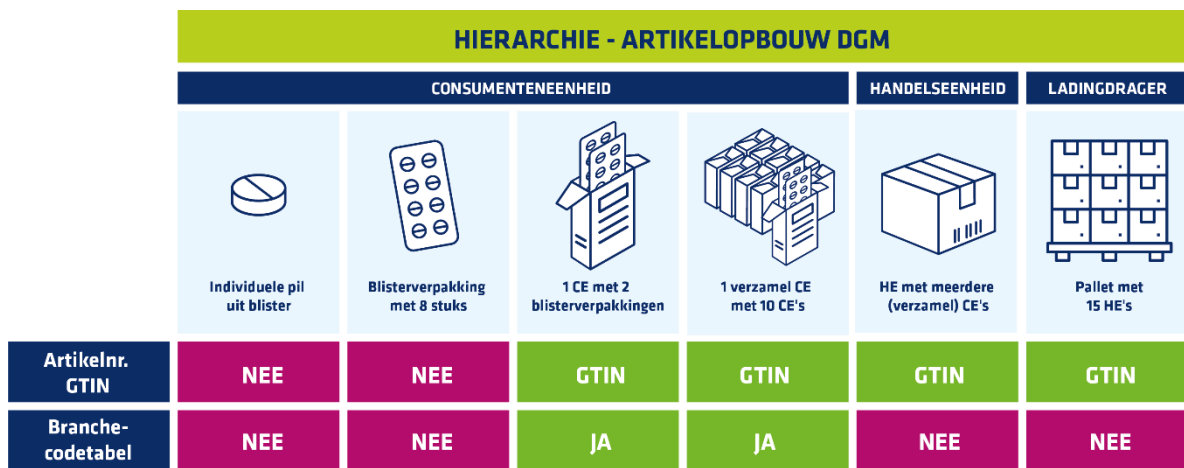 HIERARCHIE - ARTIKELOPBOUW DGM
CONSUMENTENEENHEID
HANDELSEENHEID
LADINGDRAGER
Individuele pil
uit blister
Blisterverpakking
met 8 stuks
1 CE met 2
blisterverpakkingen
1 verzamel CE
met 10 CE's
HE met meerdere
(verzamel) CE's
Pallet met
15 HE's
Artikelnr.
GTIN
NEE
NEE
GTIN
GTIN
GTIN
GTIN
Branche-
codetabel
NEE
NEE
JA
JA
NEE
NEE